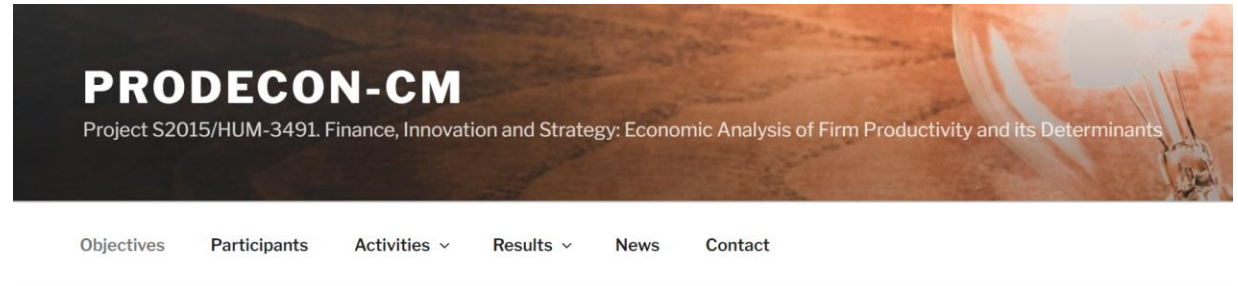 PRODECON-CM
Project S2015/HUM-3491. Finance, Innovation and Strategy: Economic Analysis of Firm Productivity and its Determinants
Objectives Participants Activities Results News Contact